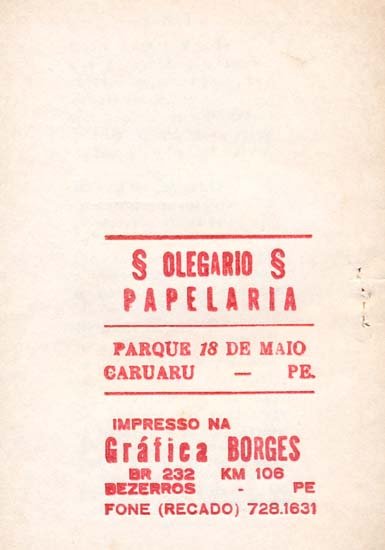 § OLEGARIO §
PAPELARIA
PARQUE 18 DE MAIO
CARUARU — PE.
IMPRESSO NA
Gráfica BORGES
BR 232 KM 106
BEZERROS - PE
FONE (RECADO) 728.1631